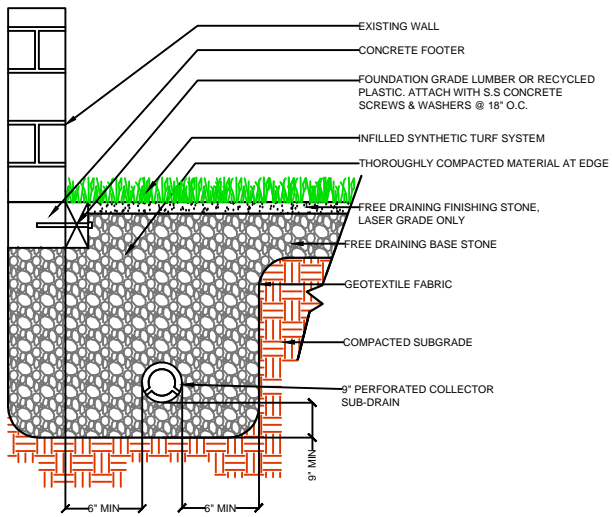 EXISTING WALL
CONCRETE FOOTER
FOUNDATION GRADE LUMBER OR RECYCLED
PLASTIC. ATTACH WITH S.S CONCRETE
SCREWS & WASHERS @ 18" O.C.
INFILLED SYNTHETIC TURF SYSTEM
THOROUGHLY COMPACTED MATERIAL AT EDGE
FREE DRAINING FINISHING STONE,
LASER GRADE ONLY
FREE DRAINING BASE STONE
GEOTEXTILE FABRIC
COMPACTED SUBGRADE
9" PERFORATED COLLECTOR
SUB-DRAIN
9" MIN
6" MIN
6" MIN